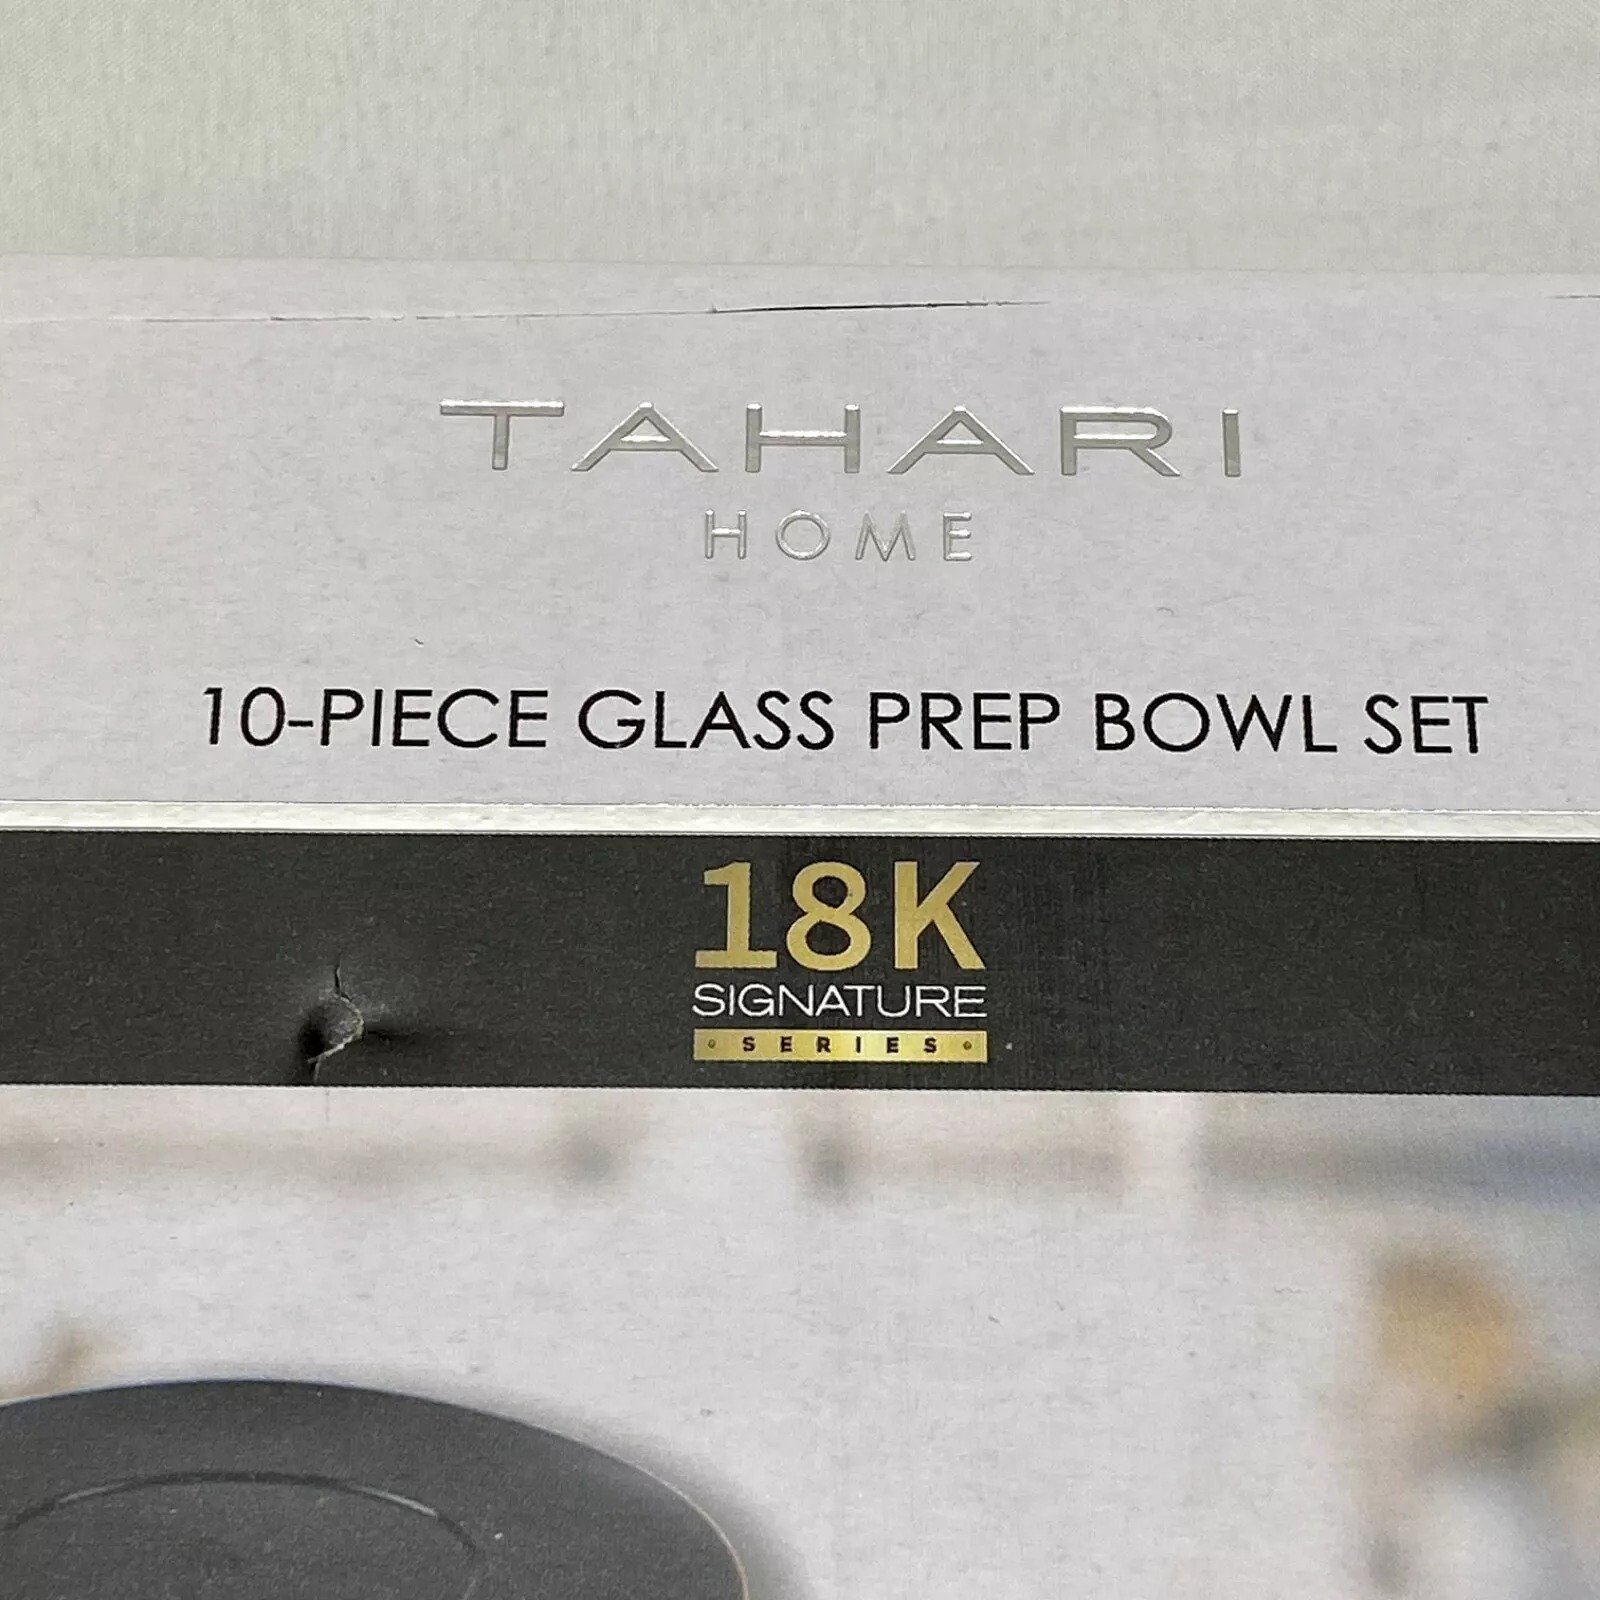 TAHARI
HOME
10-PIECE GLASS PREP BOWL SET
18K
SIGNATURE
SERIES